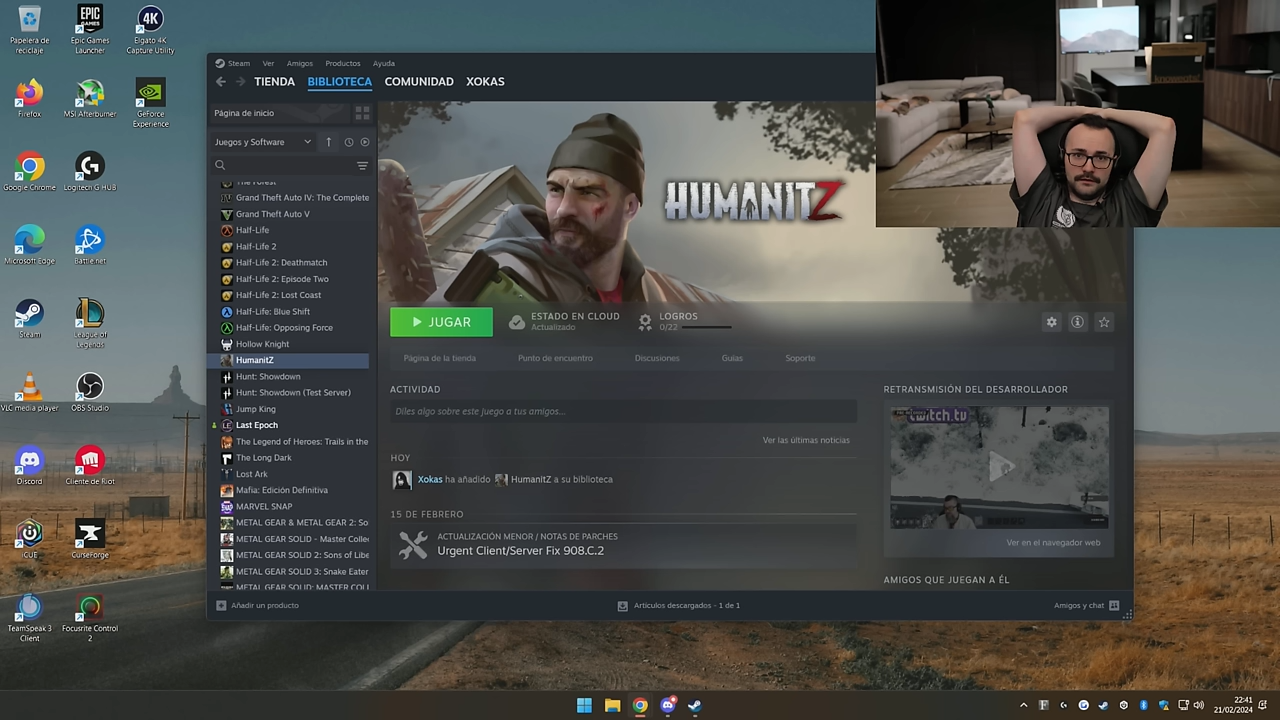 Papelera de
reciclaje
Epic Games
Launcher
Elgato 4K
Capture Utility
Firefox
MSI Afterburner
GeForce
Experience
Google Chrome
Logitech G HUB
Microsoft Edge
Battle.net
Steam
League of
Legends
VLC media player
OBS Studio
Discord
Cliente de Riot
iCUE
CurseForge
TeamSpeak 3
Client
Focusrite Control
2
Steam Ver Amigos Productos Ayuda
TIENDA BIBLIOTECA COMUNIDAD XOKAS
Página de inicio
Juegos y Software
The Forest
Grand Theft Auto IV: The Complete
Grand Theft Auto V
Half-Life
Half-Life 2
Half-Life 2: Deathmatch
Half-Life 2: Episode Two
Half-Life 2: Lost Coast
Half-Life: Blue Shift
Half-Life: Opposing Force
Hollow Knight
HumanitZ
Hunt: Showdown
Hunt: Showdown (Test Server)
Jump King
Last Epoch
The Legend of Heroes: Trails in the
The Long Dark
Lost Ark
Mafia: Edición Definitiva
MARVEL SNAP
METAL GEAR & METAL GEAR 2: So
METAL GEAR SOLID - Master Collec
METAL GEAR SOLID 2: Sons of Libe
METAL GEAR SOLID 3: Snake Eater
METAL GEAR SOLID: MASTER COLL
Añadir un producto
HUMANITZ
JUGAR
ESTADO EN CLOUD
Actualizado
LOGROS
0/22
Página de la tienda Punto de encuentro Discusiones Guías Soporte
ACTIVIDAD
Diles algo sobre este juego a tus amigos...
Ver las últimas noticias
HOY
Xokas ha añadido HumanitZ a su biblioteca
15 DE FEBRERO
ACTUALIZACIÓN MENOR / NOTAS DE PARCHES
Urgent Client/Server Fix 908.C.2
RETRANSMISIÓN DEL DESARROLLADOR
twitch.tv
Ver en el navegador web
AMIGOS QUE JUEGAN A ÉL
Artículos descargados - 1 de 1
Amigos y chat
22:41
21/02/2024